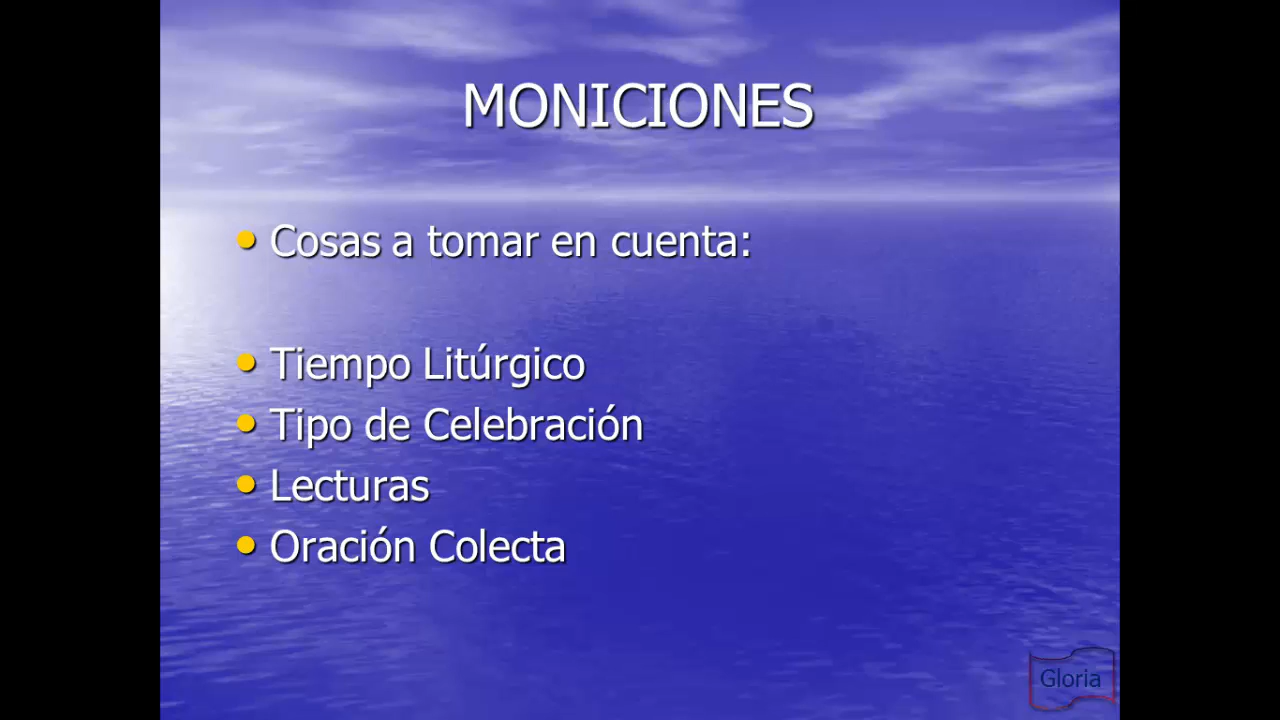 MONICIONES
Cosas a tomar en cuenta:
Tiempo Litúrgico
Tipo de Celebración
Lecturas
Oración Colecta
Gloria